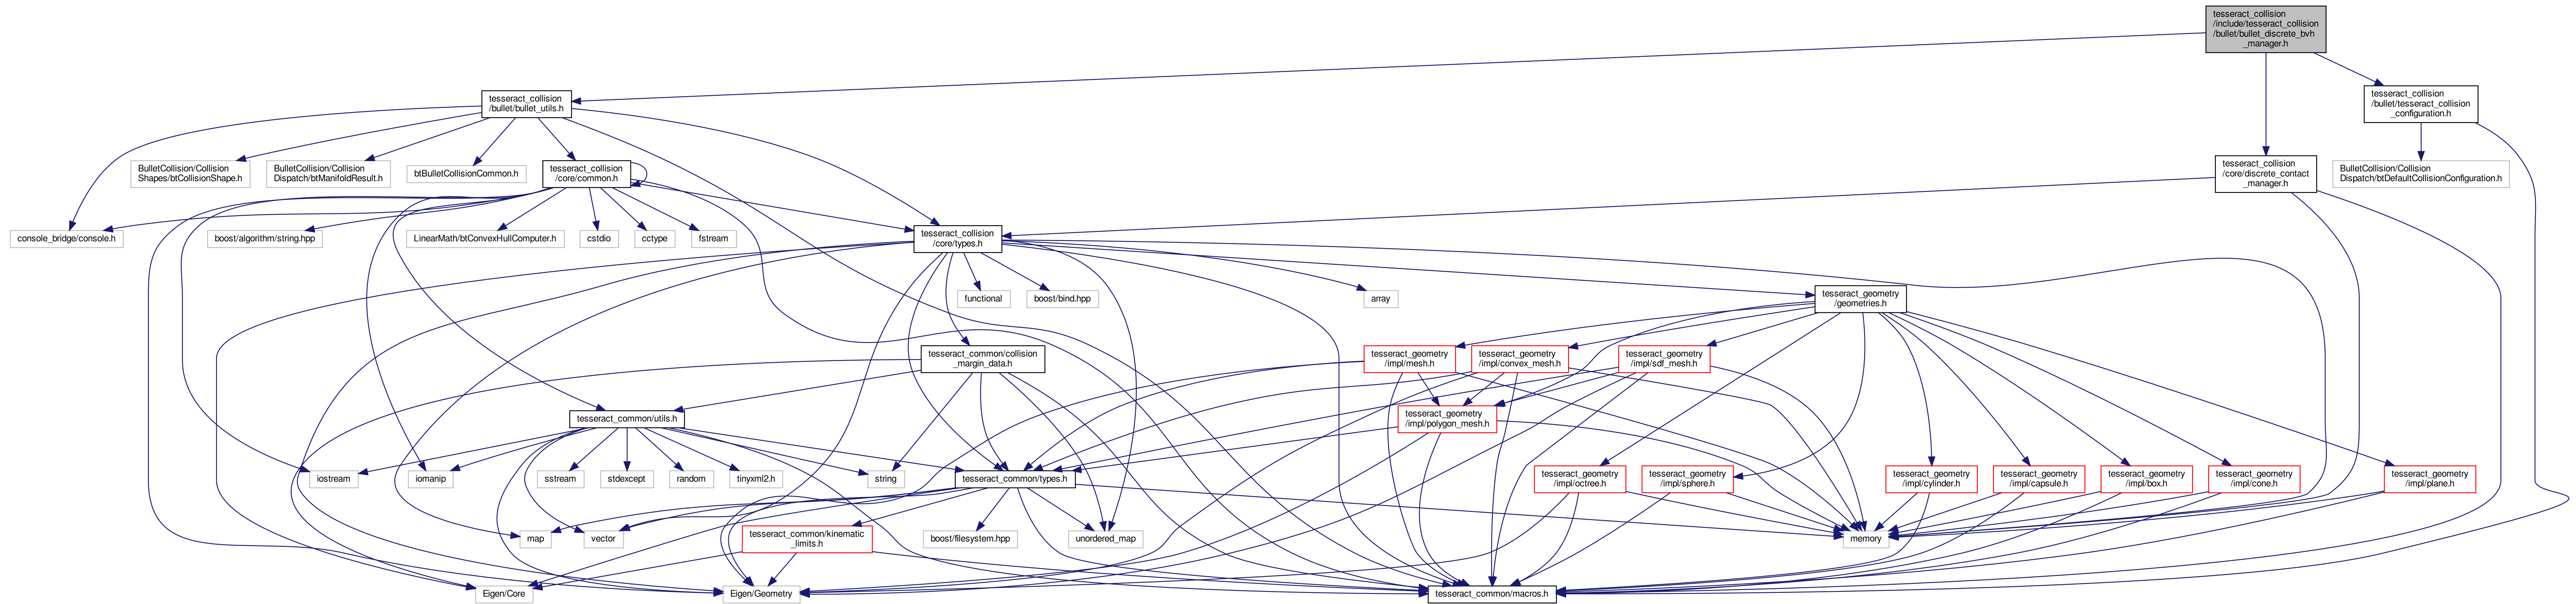 tesseract_collision
/include/tesseract_collision
/bullet/bullet_discrete_bvh
_manager.h
tesseract_collision
/bullet/bullet_utils.h
tesseract_collision
/bullet/tesseract_collision
_configuration.h
BulletCollision/Collision
Shapes/btCollisionShape.h
BulletCollision/Collision
Dispatch/btManifoldResult.h
btBulletCollisionCommon.h
tesseract_collision
/core/common.h
tesseract_collision
/core/discrete_contact
_manager.h
BulletCollision/Collision
Dispatch/btDefaultCollisionConfiguration.h
console_bridge/console.h
boost/algorithm/string.hpp
LinearMath/btConvexHullComputer.h
cstdio
cctype
fstream
tesseract_collision
/core/types.h
functional
boost/bind.hpp
array
tesseract_geometry
/geometries.h
tesseract_common/collision
_margin_data.h
tesseract_geometry
/impl/mesh.h
tesseract_geometry
/impl/convex_mesh.h
tesseract_geometry
/impl/sdf_mesh.h
tesseract_common/utils.h
tesseract_geometry
/impl/polygon_mesh.h
iostream
iomanip
sstream
stdexcept
random
tinyxml2.h
string
tesseract_common/types.h
tesseract_geometry
/impl/octree.h
tesseract_geometry
/impl/sphere.h
tesseract_geometry
/impl/cylinder.h
tesseract_geometry
/impl/capsule.h
tesseract_geometry
/impl/box.h
tesseract_geometry
/impl/cone.h
tesseract_geometry
/impl/plane.h
map
vector
tesseract_common/kinematic
_limits.h
boost/filesystem.hpp
unordered_map
memory
Eigen/Core
Eigen/Geometry
tesseract_common/macros.h